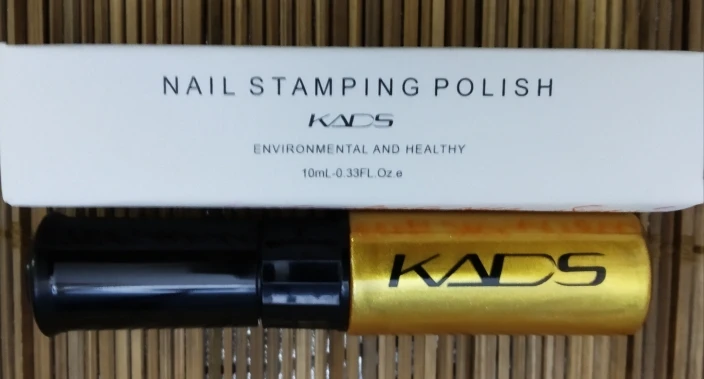 NAIL STAMPING POLISH
KADS
ENVIRONMENTAL AND HEALTHY
10mL-0.33FL.Oz.e
KADS